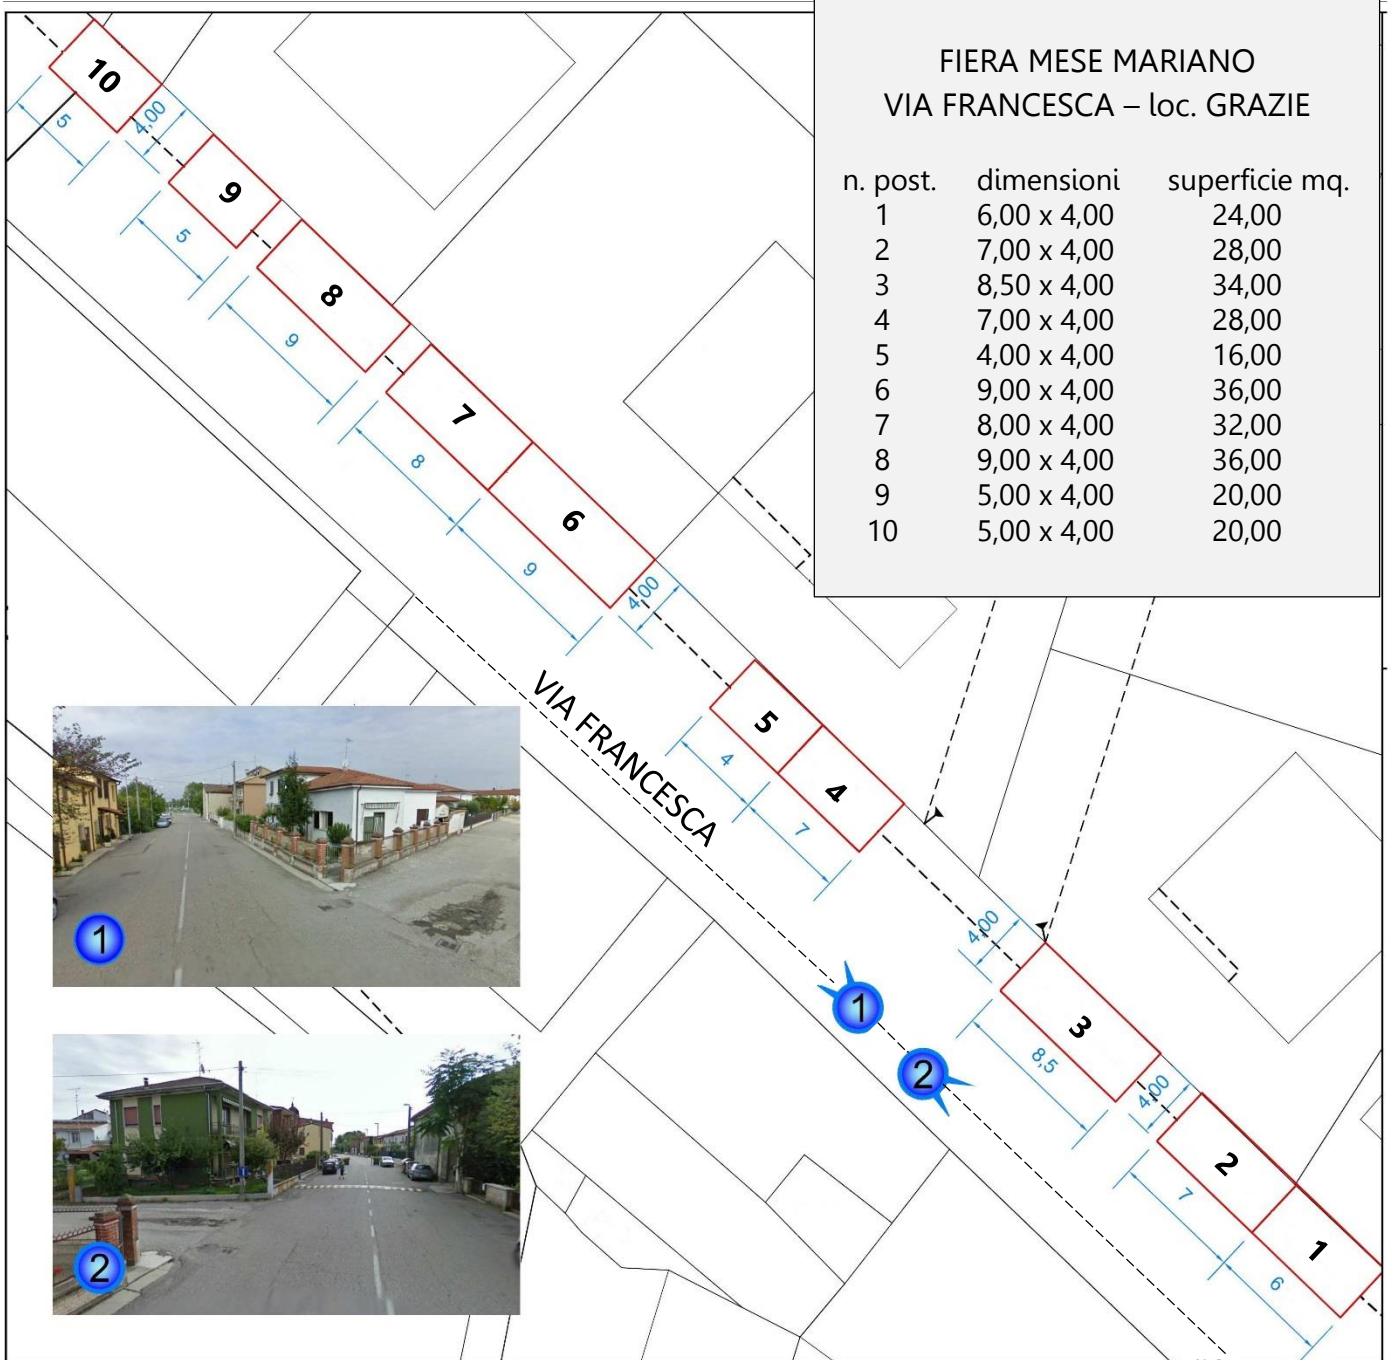 FIERA MESE MARIANO
VIA FRANCESCA – loc. GRAZIE
n. post. dimensioni superficie mq.
1 6,00 x 4,00 24,00
2 7,00 x 4,00 28,00
3 8,50 x 4,00 34,00
4 7,00 x 4,00 28,00
5 4,00 x 4,00 16,00
6 9,00 x 4,00 36,00
7 8,00 x 4,00 32,00
8 9,00 x 4,00 36,00
9 5,00 x 4,00 20,00
10 5,00 x 4,00 20,00
10
5
4,00
9
5
8
9
7
8
6
9
4,00
5
4
4
7
VIA FRANCESCA
4,00
3
8,5
4,00
2
7
1
6
1
2
1
2